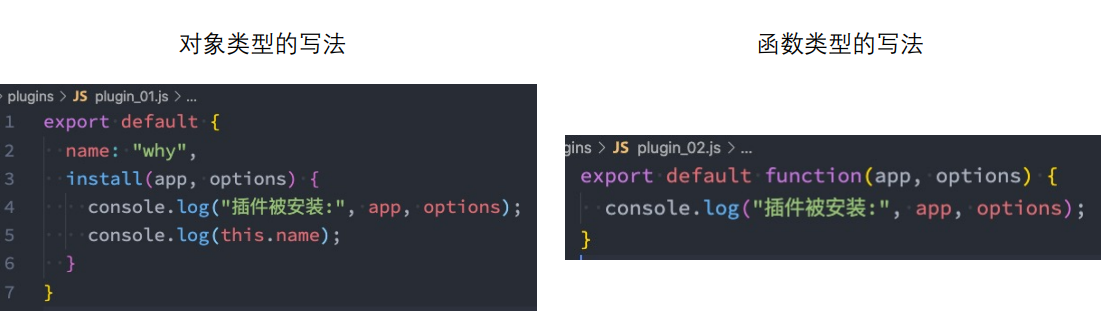 对象类型的写法
plugins > JS plugin_01.js > ...
1 export default {
2 name: "why",
3 install(app, options) {
4 console.log("插件被安装:", app, options);
5 console.log(this.name);
6 }
7 }
函数类型的写法
gins > JS plugin_02.js > ...
export default function(app, options) {
console.log("插件被安装:", app, options);
}